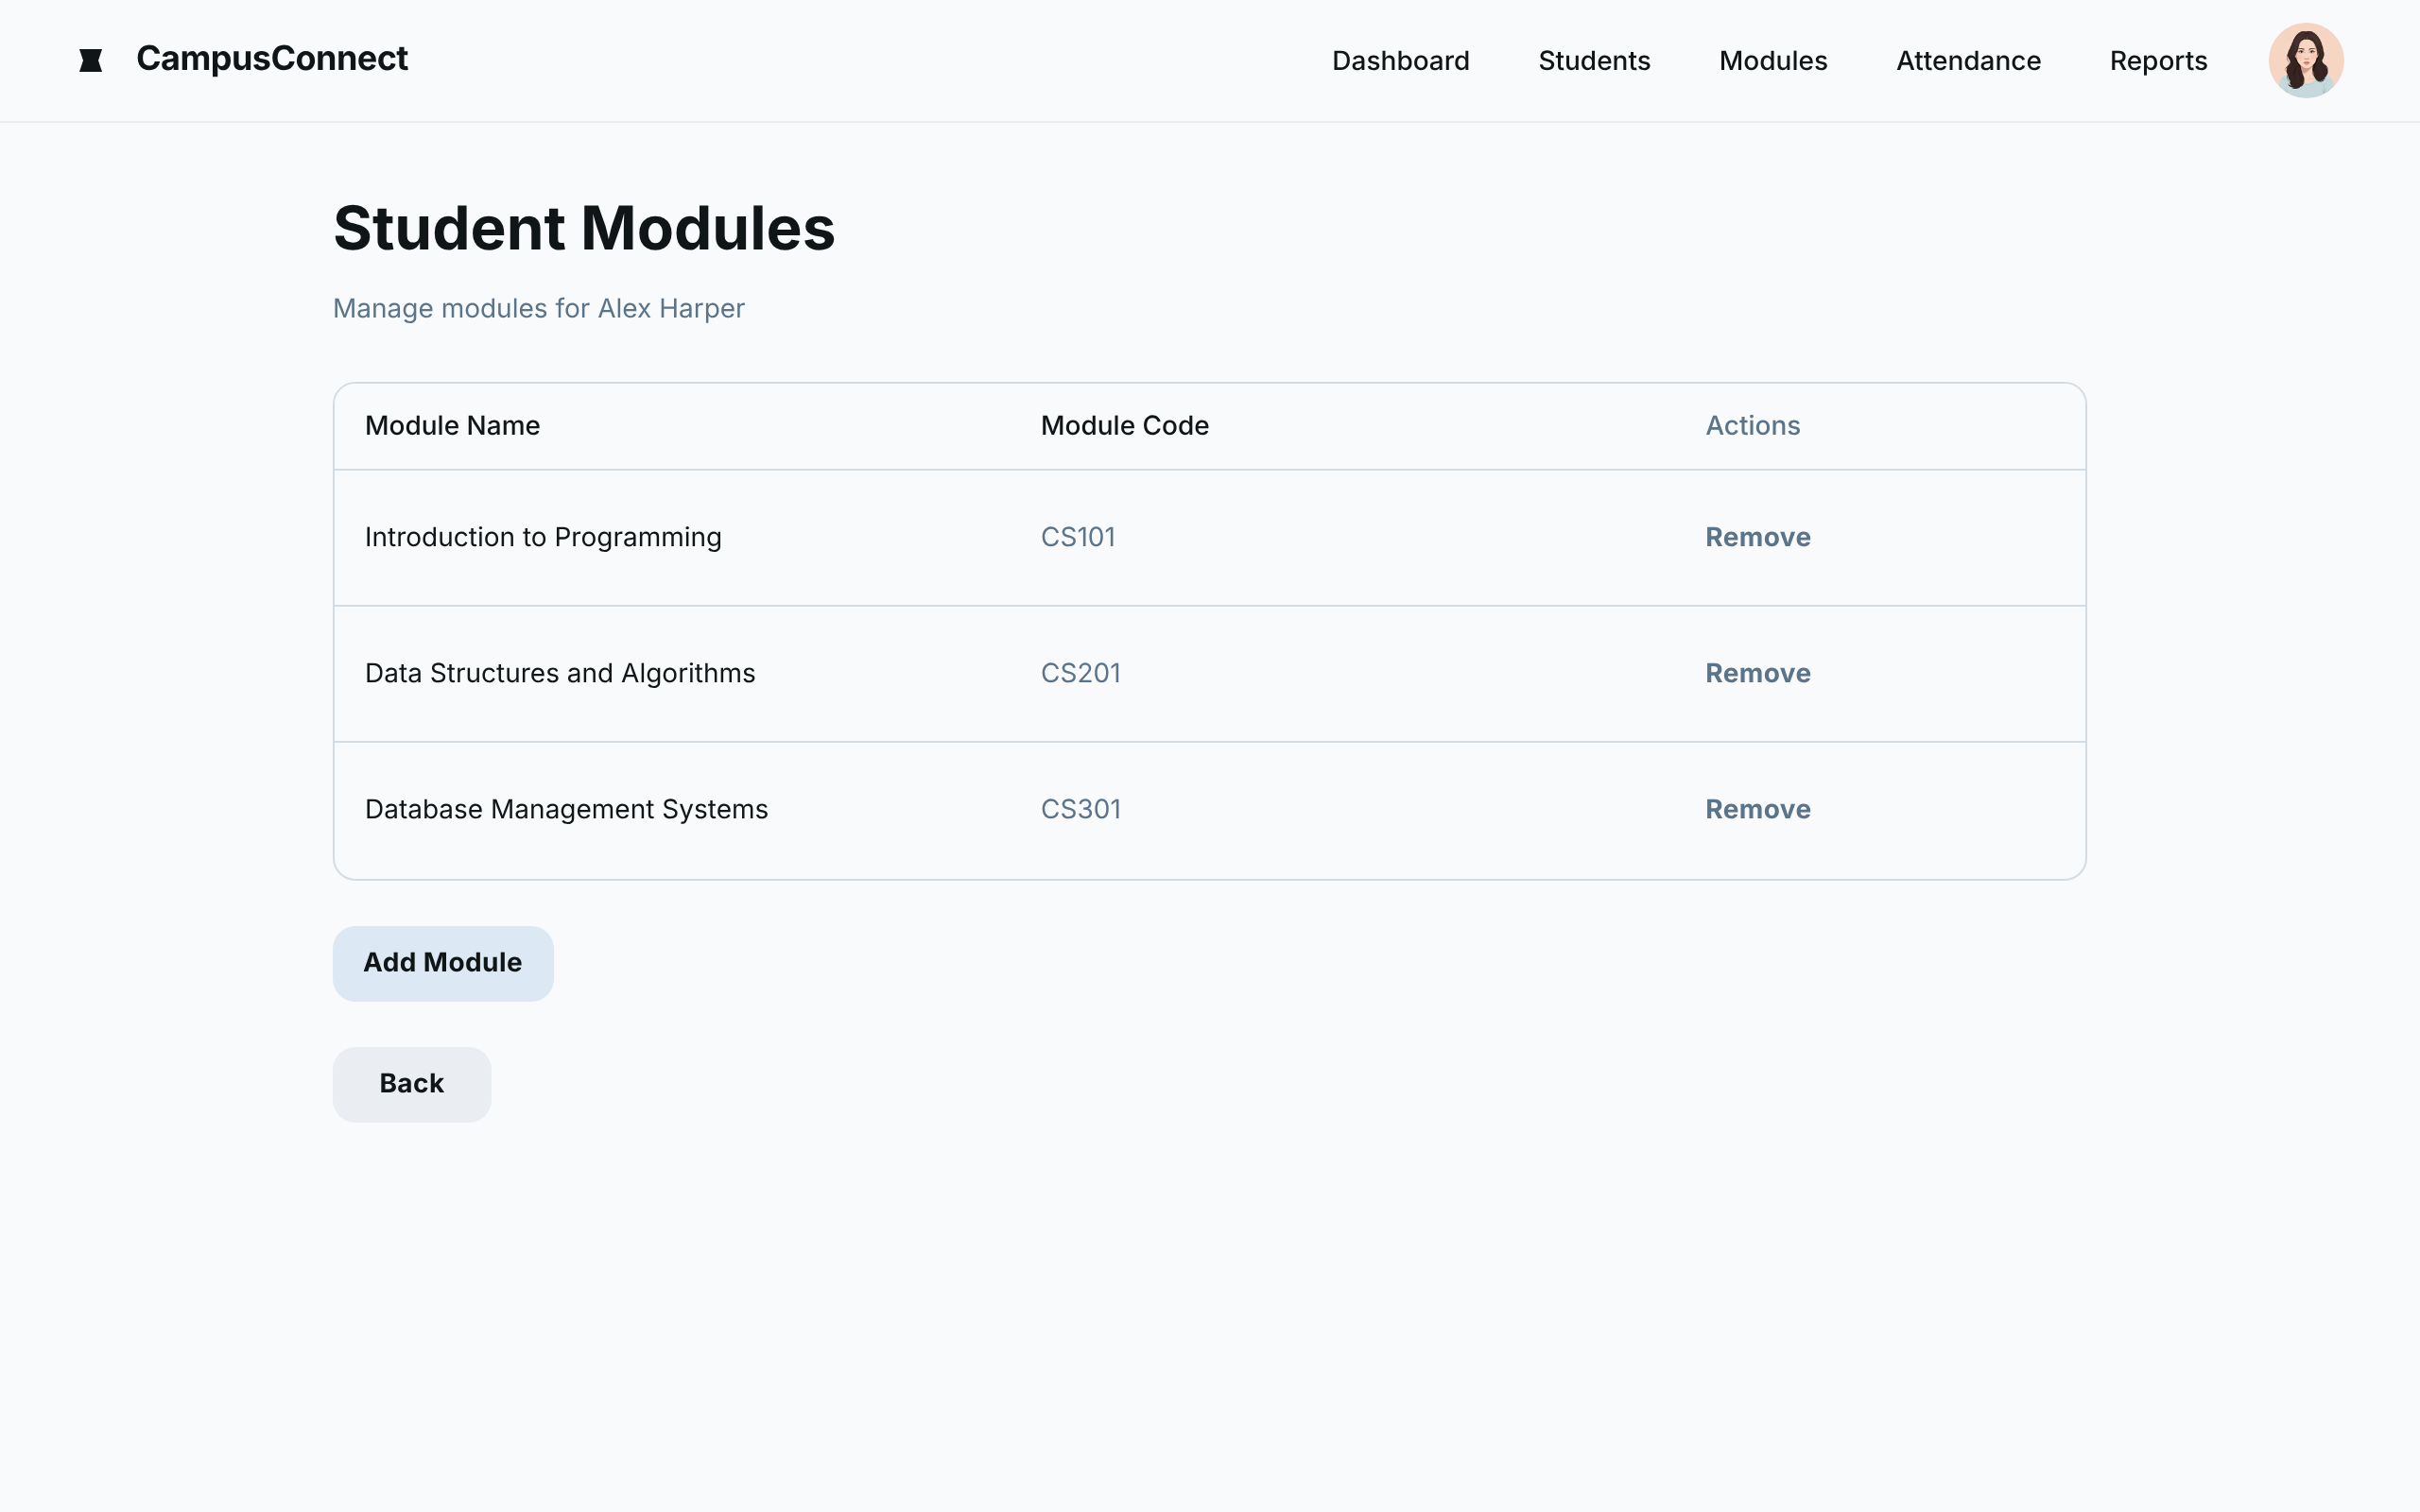 CampusConnect
Dashboard Students Modules Attendance Reports
Student Modules
Manage modules for Alex Harper
Module Name Module Code Actions
Introduction to Programming CS101 Remove
Data Structures and Algorithms CS201 Remove
Database Management Systems CS301 Remove
Add Module
Back